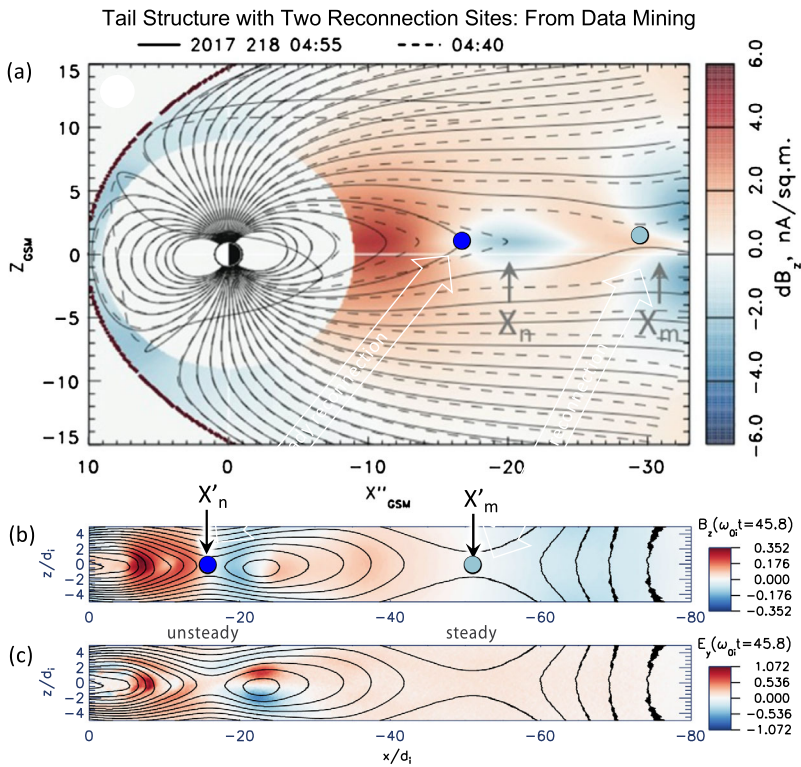 Tail Structure with Two Reconnection Sites: From Data Mining
2017 218 04:55 04:40
(a)
15
10
5
0
-5
-10
-15
Z_GSM
10 0 -10 -20 -30
X''_GSM
X_n
X_m
6.0
4.0
2.0
0.0
-2.0
-4.0
-6.0
dB_z, nA/sq.m.
X'_n
X'_m
(b)
4
2
0
-2
-4
z/d_i
0 -20 -40 -60 -80
B_z(ω_0i t=45.8)
0.352
0.176
0.000
-0.176
-0.352
unsteady
steady
(c)
4
2
0
-2
-4
z/d_i
0 -20 -40 -60 -80
x/d_i
E_y(ω_0i t=45.8)
1.072
0.536
0.000
-0.536
-1.072